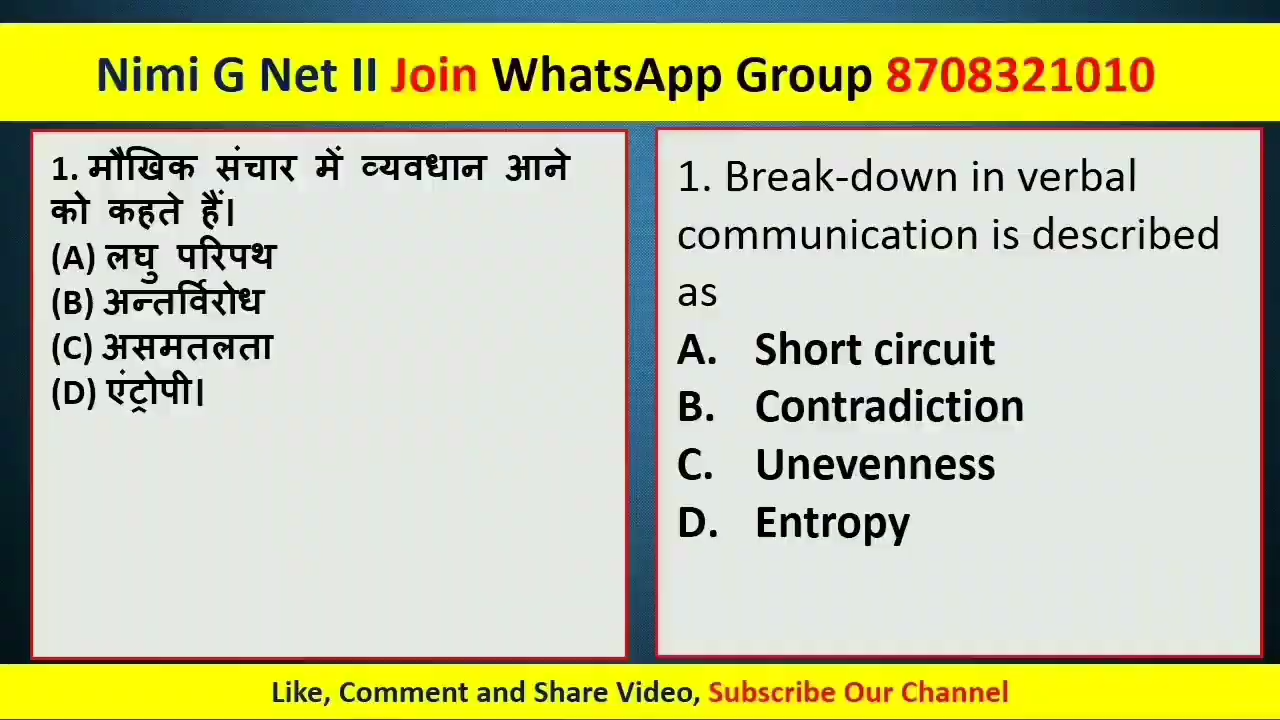 Nimi G Net II Join WhatsApp Group 8708321010
1. मौखिक संचार में व्यवधान आने
को कहते हैं।
(A) लघु परिपथ
(B) अन्तर्विरोध
(C) असमतलता
(D) एंट्रोपी।
1. Break-down in verbal
communication is described
as
A. Short circuit
B. Contradiction
C. Unevenness
D. Entropy
Like, Comment and Share Video, Subscribe Our Channel